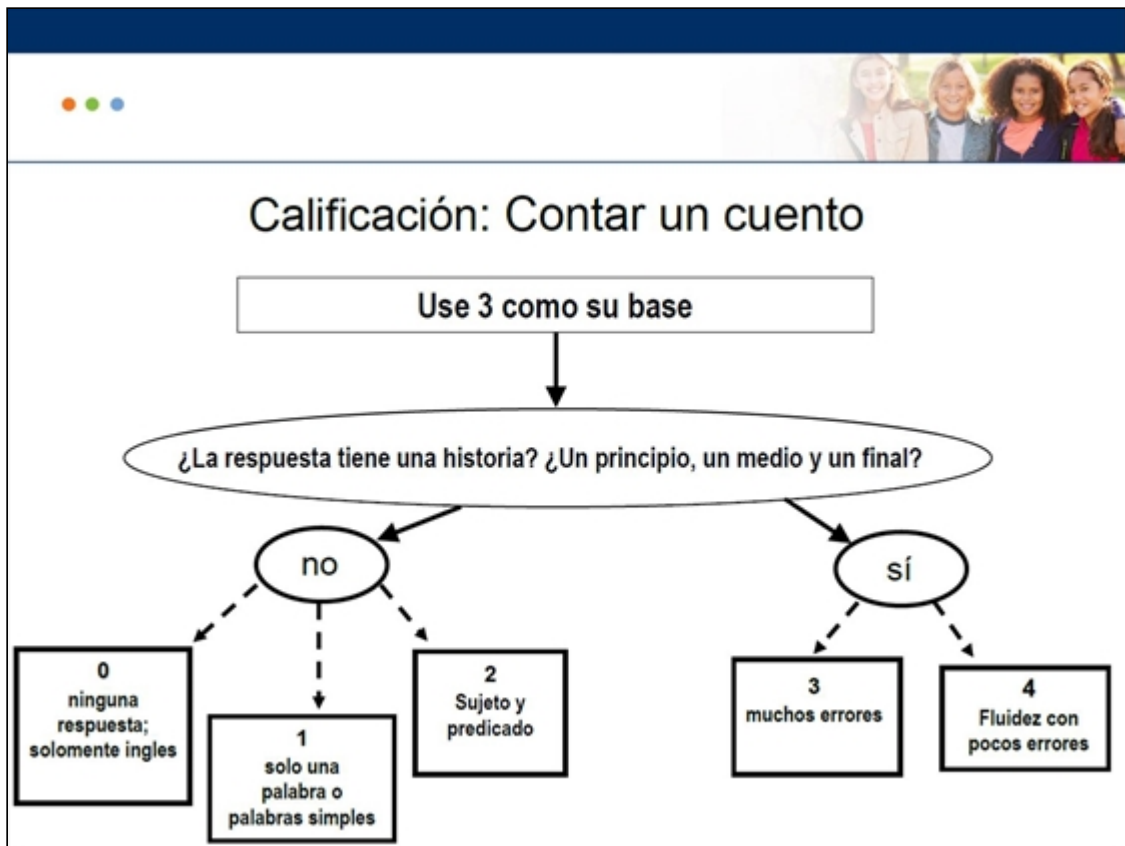 Calificación: Contar un cuento
Use 3 como su base
¿La respuesta tiene una historia? ¿Un principio, un medio y un final?
no
sí
0
ninguna
respuesta;
solomente ingles
1
solo una
palabra o
palabras simples
2
Sujeto y
predicado
3
muchos errores
4
Fluidez con
pocos errores